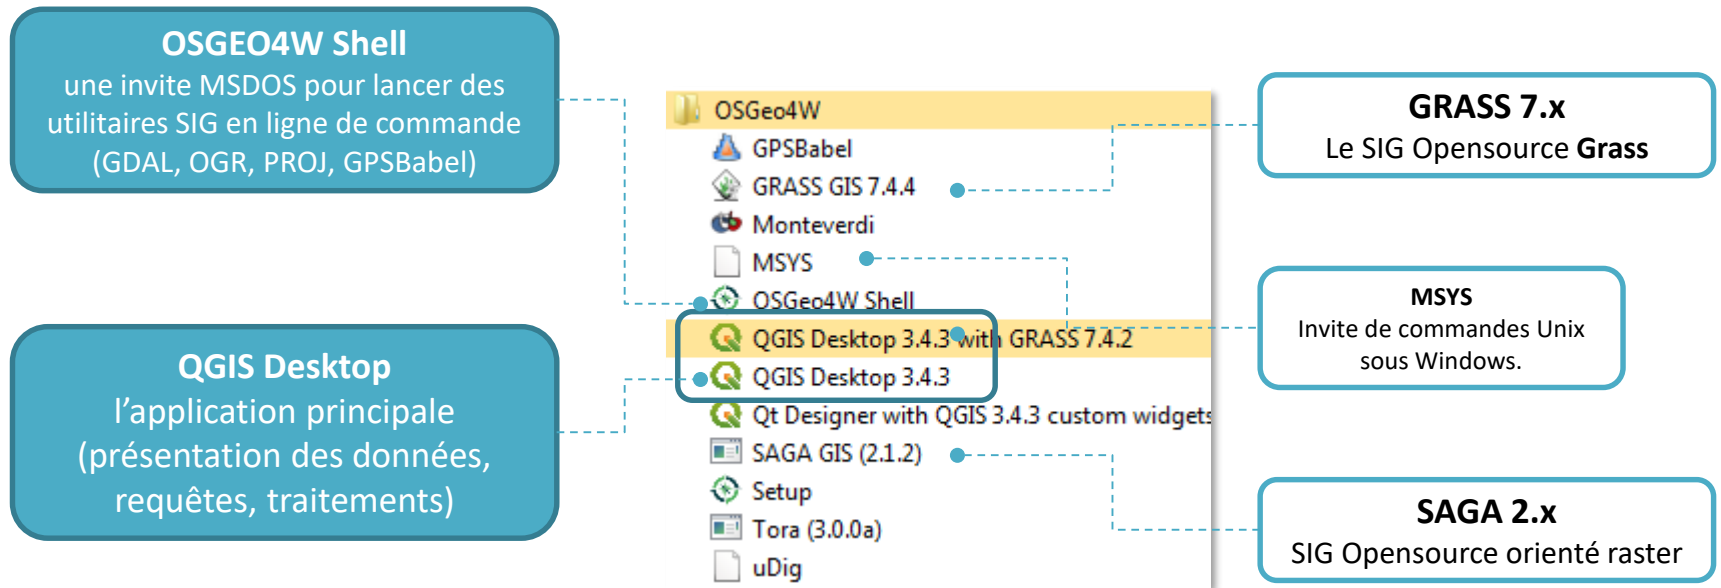 OSGEO4W Shell
une invite MSDOS pour lancer des
utilitaires SIG en ligne de commande
(GDAL, OGR, PROJ, GPSBabel)
QGIS Desktop
l’application principale
(présentation des données,
requêtes, traitements)
OSGeo4W
GPSBabel
GRASS GIS 7.4.4
Monteverdi
MSYS
OSGeo4W Shell
QGIS Desktop 3.4.3 with GRASS 7.4.2
QGIS Desktop 3.4.3
Qt Designer with QGIS 3.4.3 custom widgets
SAGA GIS (2.1.2)
Setup
Tora (3.0.0a)
uDig
GRASS 7.x
Le SIG Opensource Grass
MSYS
Invite de commandes Unix
sous Windows.
SAGA 2.x
SIG Opensource orienté raster